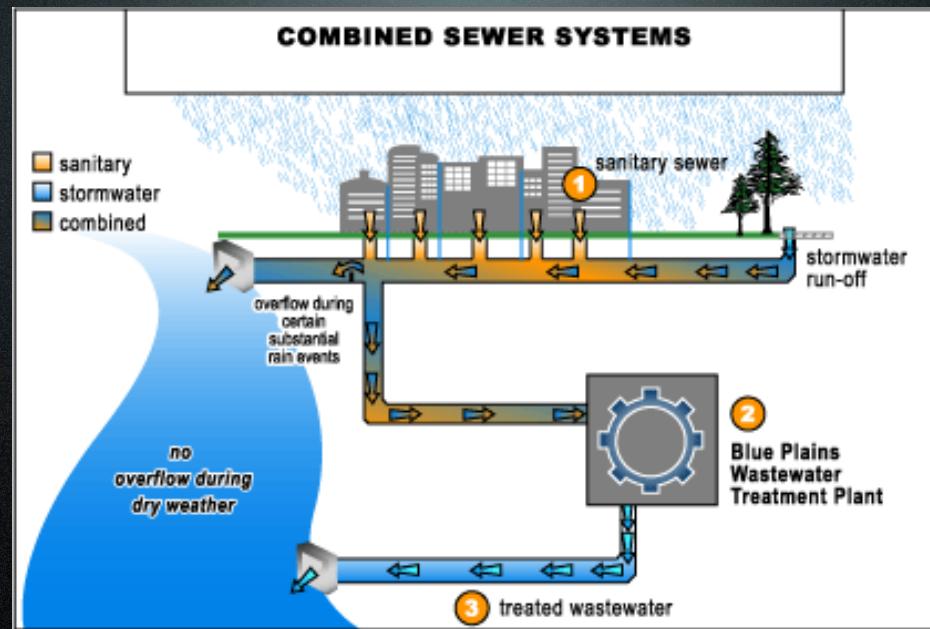 COMBINED SEWER SYSTEMS
sanitary
stormwater
combined
1
sanitary sewer
stormwater
run-off
overflow during
certain
substantial
rain events
no
overflow during
dry weather
2
Blue Plains
Wastewater
Treatment Plant
3
treated wastewater